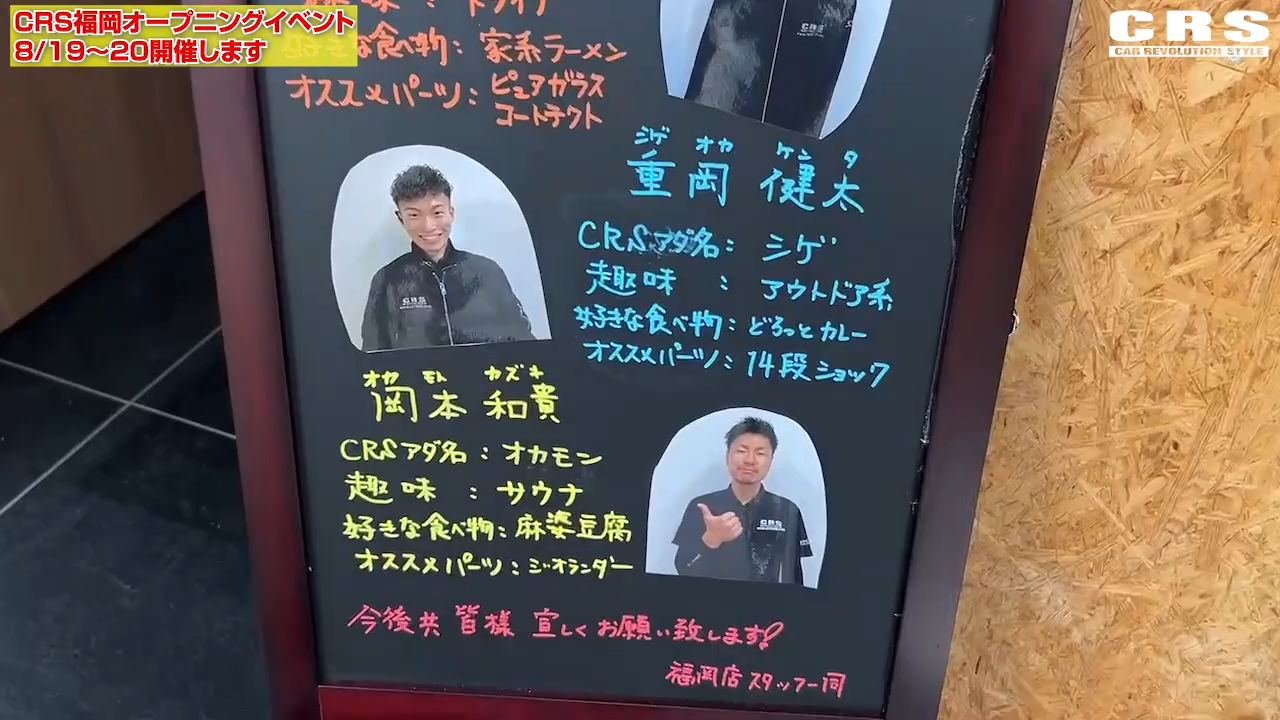 CRS福岡オープニングイベント
8/19〜20開催します
CRS
CAR REVOLUTION STYLE
味 : ドライブ
好きな食べ物: 家系ラーメン
オススメパーツ: ピュアガラス
コートテクト
シゲ オカ ケン タ
重岡 健太
CRSアダ名: シゲ
趣味 : アウトドア系
好きな食べ物: どろっとカレー
オススメパーツ: 14段ショック
オカ モト カズキ
岡本 和貴
CRSアダ名: オカモン
趣味 : サウナ
好きな食べ物: 麻婆豆腐
オススメパーツ: ジオランダー
CRS
CRS
今後共 皆様 宜しくお願い致します!
福岡店スタッフ一同